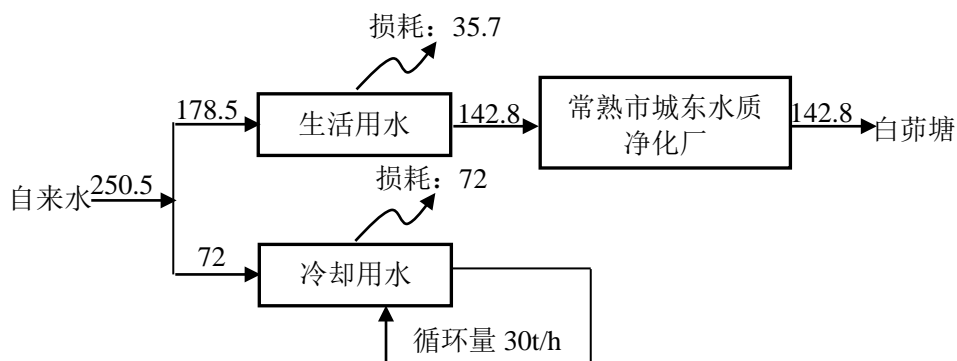 损耗：35.7
178.5
生活用水
142.8
常熟市城东水质
净化厂
142.8
白茆塘
自来水
250.5
损耗：72
72
冷却用水
循环量 30t/h